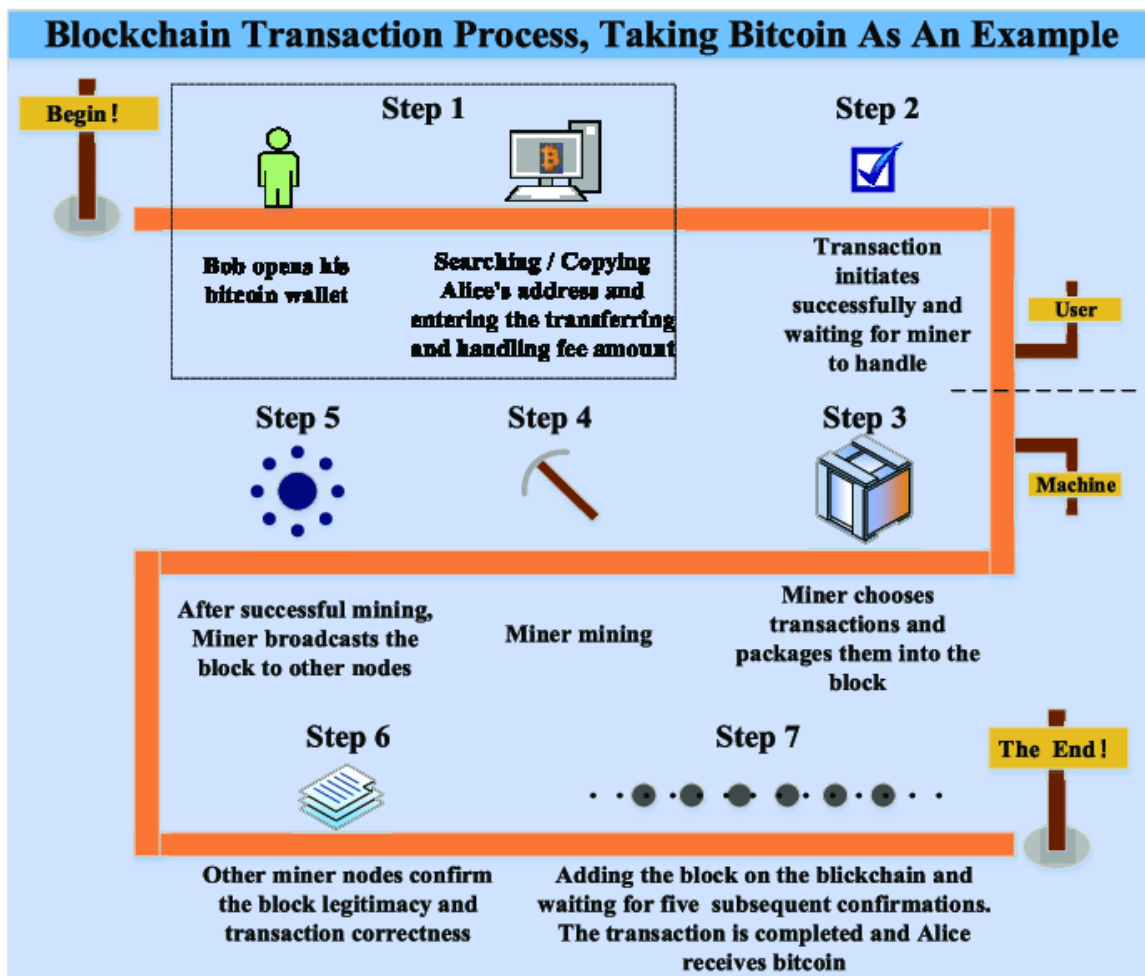 Blockchain Transaction Process, Taking Bitcoin As An Example
Begin!
Step 1
Step 2
Bob opens his
bitcoin wallet
Searching / Copying
Alice's address and
entering the transferring
and handling fee amount
Transaction
initiates
successfully and
waiting for miner
to handle
User
Machine
Step 3
Miner chooses
transactions and
packages them into the
block
Step 4
Miner mining
Step 5
After successful mining,
Miner broadcasts the
block to other nodes
Step 6
Other miner nodes confirm
the block legitimacy and
transaction correctness
Step 7
Adding the block on the blickchain and
waiting for five subsequent confirmations.
The transaction is completed and Alice
receives bitcoin
The End!